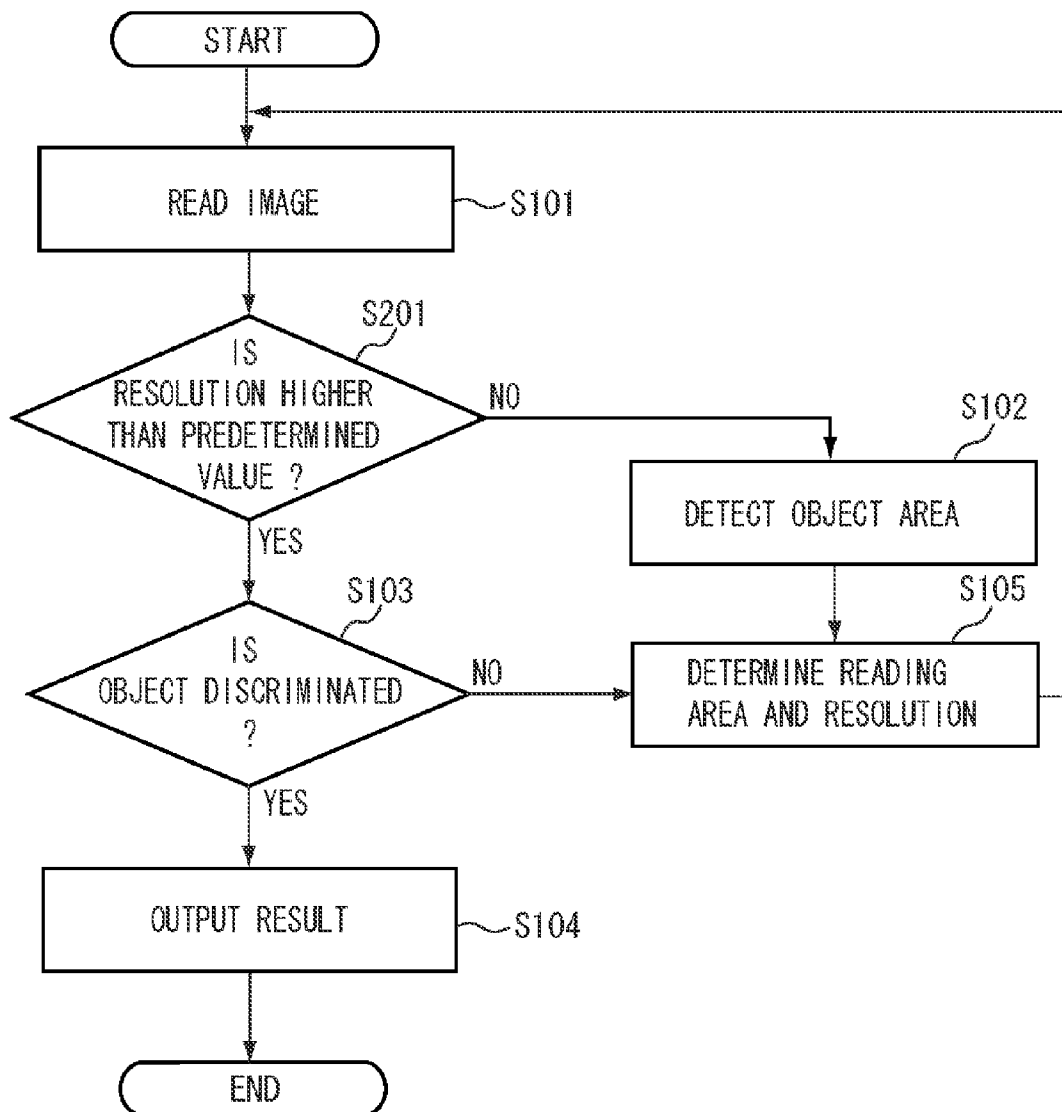 START
READ IMAGE
S101
S201
IS
RESOLUTION HIGHER
THAN PREDETERMINED
VALUE ?
NO
YES
S102
DETECT OBJECT AREA
S103
IS
OBJECT DISCRIMINATED
?
NO
YES
S105
DETERMINE READING
AREA AND RESOLUTION
OUTPUT RESULT
S104
END